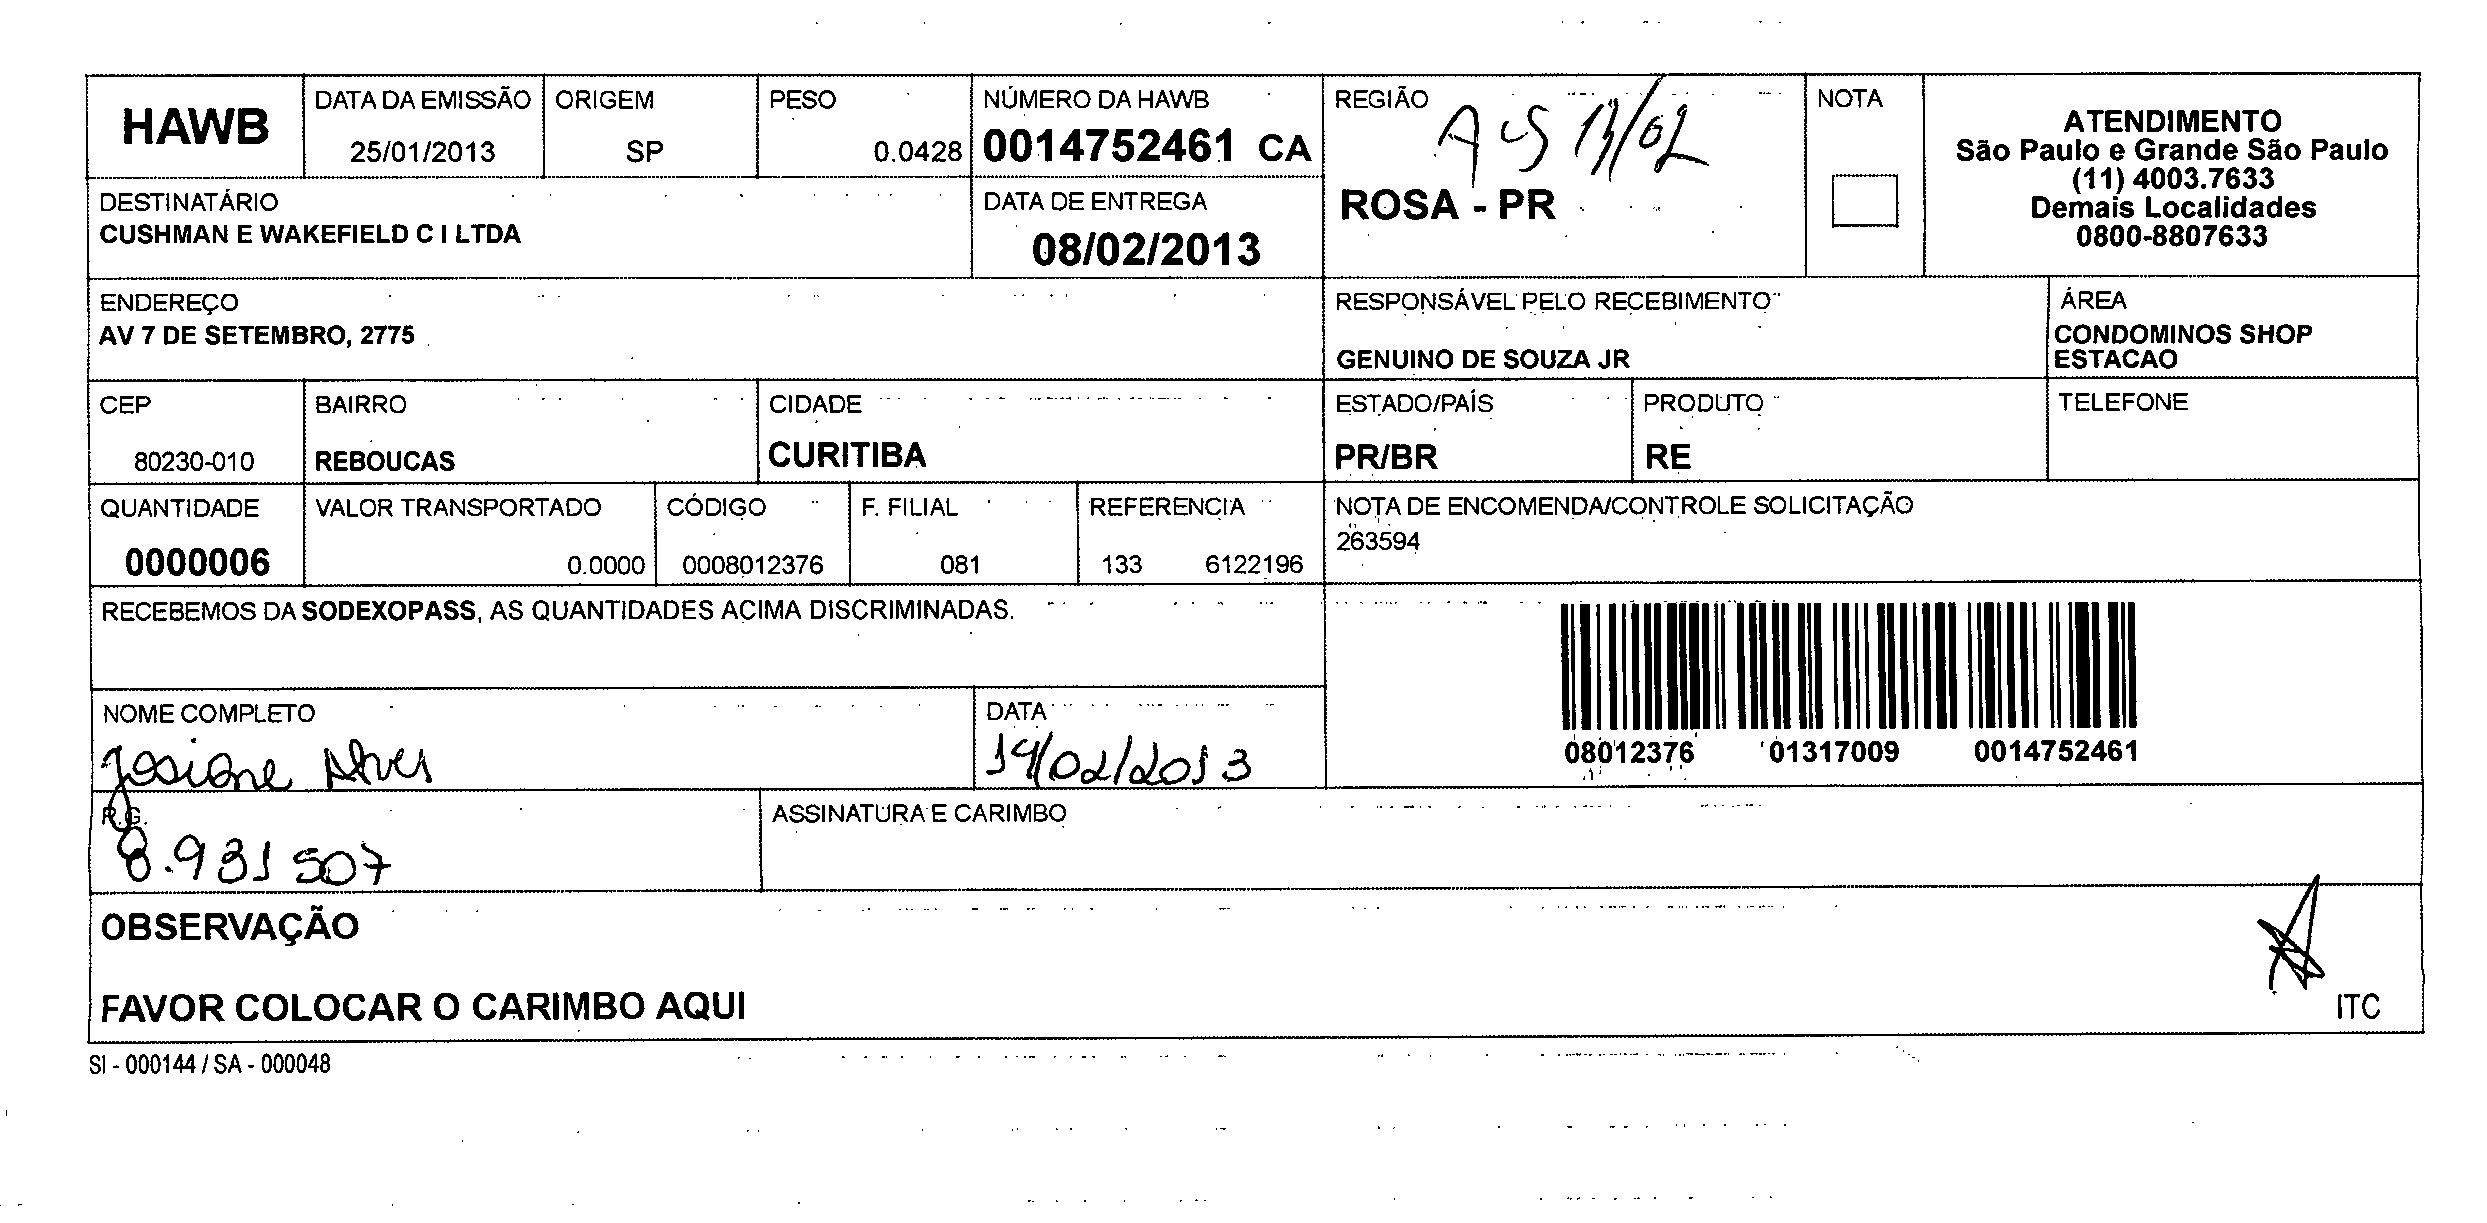 HAWB
DATA DA EMISSÃO
25/01/2013
ORIGEM
SP
PESO
0.0428
NÚMERO DA HAWB
0014752461 CA
REGIÃO
13/02
ROSA - PR
NOTA
ATENDIMENTO
São Paulo e Grande São Paulo
(11) 4003.7633
Demais Localidades
0800-8807633
DESTINATÁRIO
CUSHMAN E WAKEFIELD C I LTDA
DATA DE ENTREGA
08/02/2013
ENDEREÇO
AV 7 DE SETEMBRO, 2775
RESPONSÁVEL PELO RECEBIMENTO
GENUINO DE SOUZA JR
ÁREA
CONDOMINOS SHOP
ESTACAO
CEP
80230-010
BAIRRO
REBOUCAS
CIDADE
CURITIBA
ESTADO/PAÍS
PR/BR
PRODUTO
RE
TELEFONE
QUANTIDADE
0000006
VALOR TRANSPORTADO
0.0000
CÓDIGO
0008012376
F. FILIAL
081
REFERENCIA
133 6122196
NOTA DE ENCOMENDA/CONTROLE SOLICITAÇÃO
263594
RECEBEMOS DA SODEXOPASS, AS QUANTIDADES ACIMA DISCRIMINADAS.
08012376 01317009 0014752461
NOME COMPLETO
Josiane Alves
DATA
14/02/2013
R.G.
8.931507
ASSINATURA E CARIMBO
OBSERVAÇÃO
FAVOR COLOCAR O CARIMBO AQUI
ITC
SI - 000144 / SA - 000048